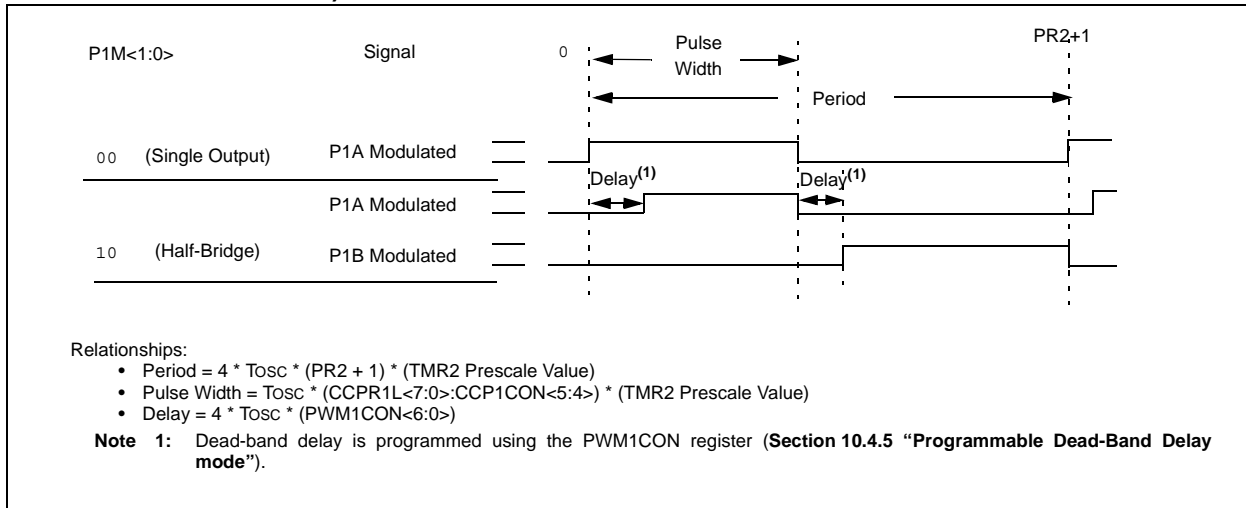 P1M<1:0> Signal 0 Pulse Width PR2+1
Period
00 (Single Output) P1A Modulated
Delay(1) Delay(1)
P1A Modulated
10 (Half-Bridge) P1B Modulated
Relationships:
• Period = 4 * TOSC * (PR2 + 1) * (TMR2 Prescale Value)
• Pulse Width = TOSC * (CCPR1L<7:0>:CCP1CON<5:4>) * (TMR2 Prescale Value)
• Delay = 4 * TOSC * (PWM1CON<6:0>)
Note 1: Dead-band delay is programmed using the PWM1CON register (Section 10.4.5 “Programmable Dead-Band Delay
mode”).